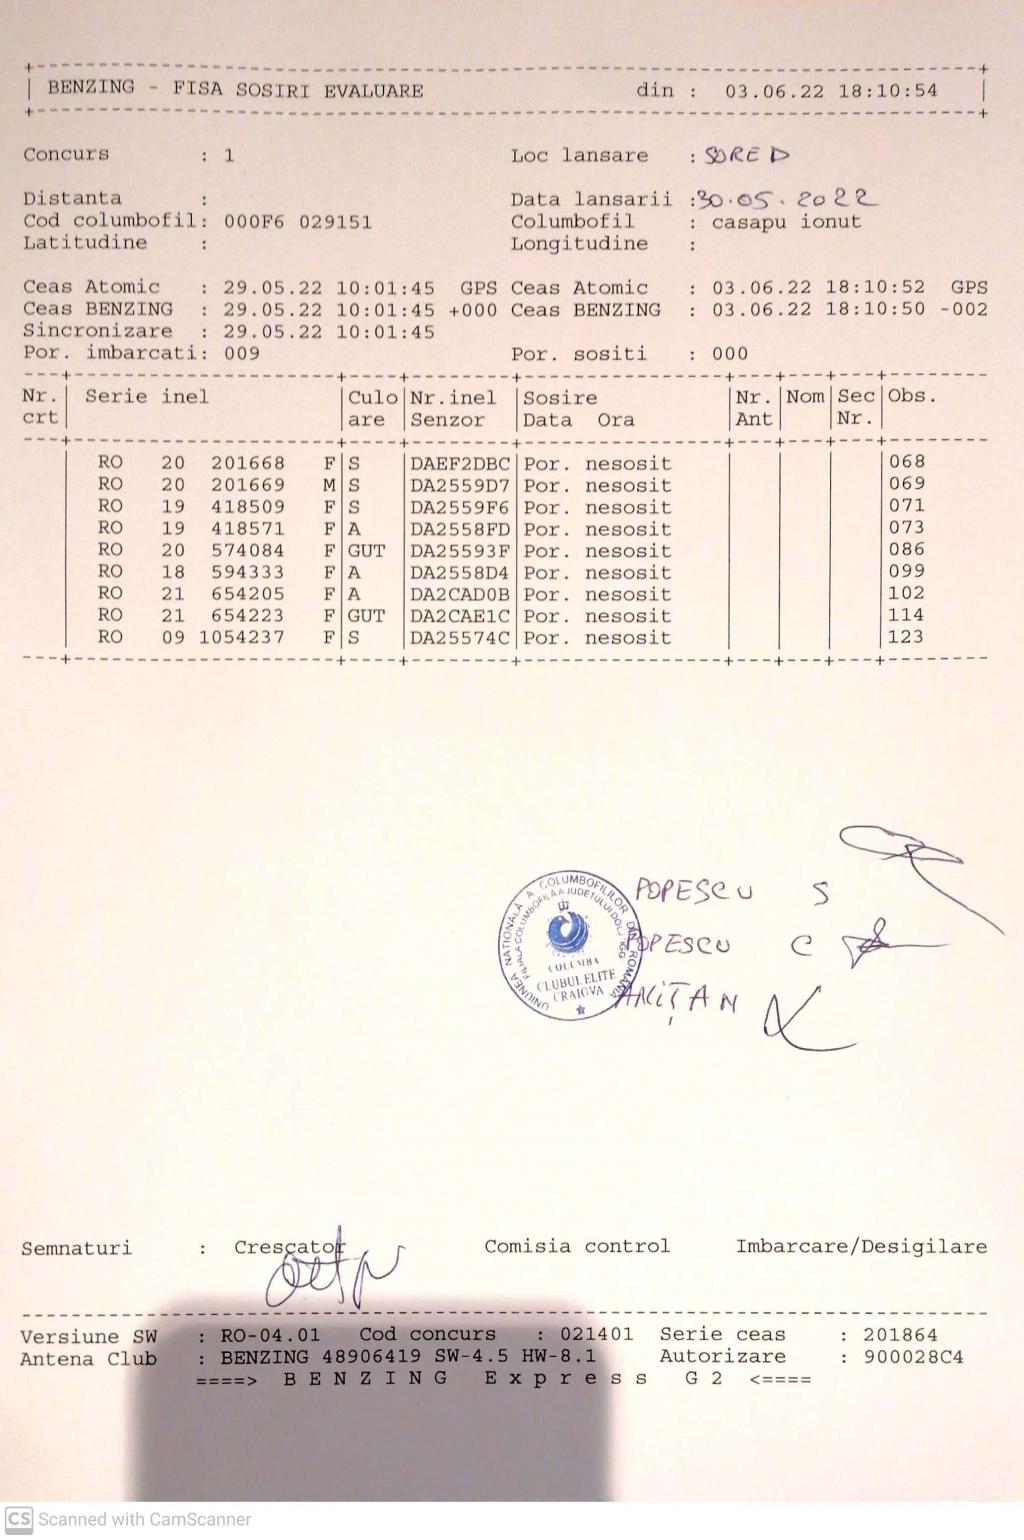 BENZING - FISA SOSIRI EVALUARE din : 03.06.22 18:10:54
Concurs : 1 Loc lansare : SORED
Distanta : Data lansarii : 30.05.2022
Cod columbofil: 000F6 029151 Columbofil : casapu ionut
Latitudine : Longitudine :
Ceas Atomic : 29.05.22 10:01:45 GPS Ceas Atomic : 03.06.22 18:10:52 GPS
Ceas BENZING : 29.05.22 10:01:45 +000 Ceas BENZING : 03.06.22 18:10:50 -002
Sincronizare : 29.05.22 10:01:45
Por. imbarcati: 009 Por. sositi : 000
Nr. Serie inel Culo Nr.inel Sosire Nr. Nom Sec Obs.
crt are Senzor Data Ora Ant Nr.
RO 20 201668 F S DAEF2DBC Por. nesosit 068
RO 20 201669 M S DA2559D7 Por. nesosit 069
RO 19 418509 F S DA2559F6 Por. nesosit 071
RO 19 418571 F A DA2558FD Por. nesosit 073
RO 20 574084 F GUT DA25593F Por. nesosit 086
RO 18 594333 F A DA2558D4 Por. nesosit 099
RO 21 654205 F A DA2CAD0B Por. nesosit 102
RO 21 654223 F GUT DA2CAE1C Por. nesosit 114
RO 09 1054237 F S DA25574C Por. nesosit 123
UNIUNEA NATIONALĂ A COLUMBOFILILOR DIN ROMANIA
FILIALA COLUMBOFILA A JUDETULUI DOLJ
COLUMBA
CLUBUL ELITE
CRAIOVA
POPESCU S
POPESCU C
Semnaturi : Crescator Comisia control Imbarcare/Desigilare
Versiune SW : RO-04.01 Cod concurs : 021401 Serie ceas : 201864
Antena Club : BENZING 48906419 SW-4.5 HW-8.1 Autorizare : 900028C4
====> B E N Z I N G E x p r e s s G 2 <====
CS Scanned with CamScanner